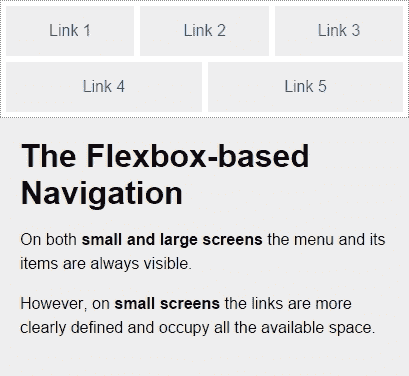 Link 1
Link 2
Link 3
Link 4
Link 5
The Flexbox-based
Navigation
On both small and large screens the menu and its
items are always visible.
However, on small screens the links are more
clearly defined and occupy all the available space.